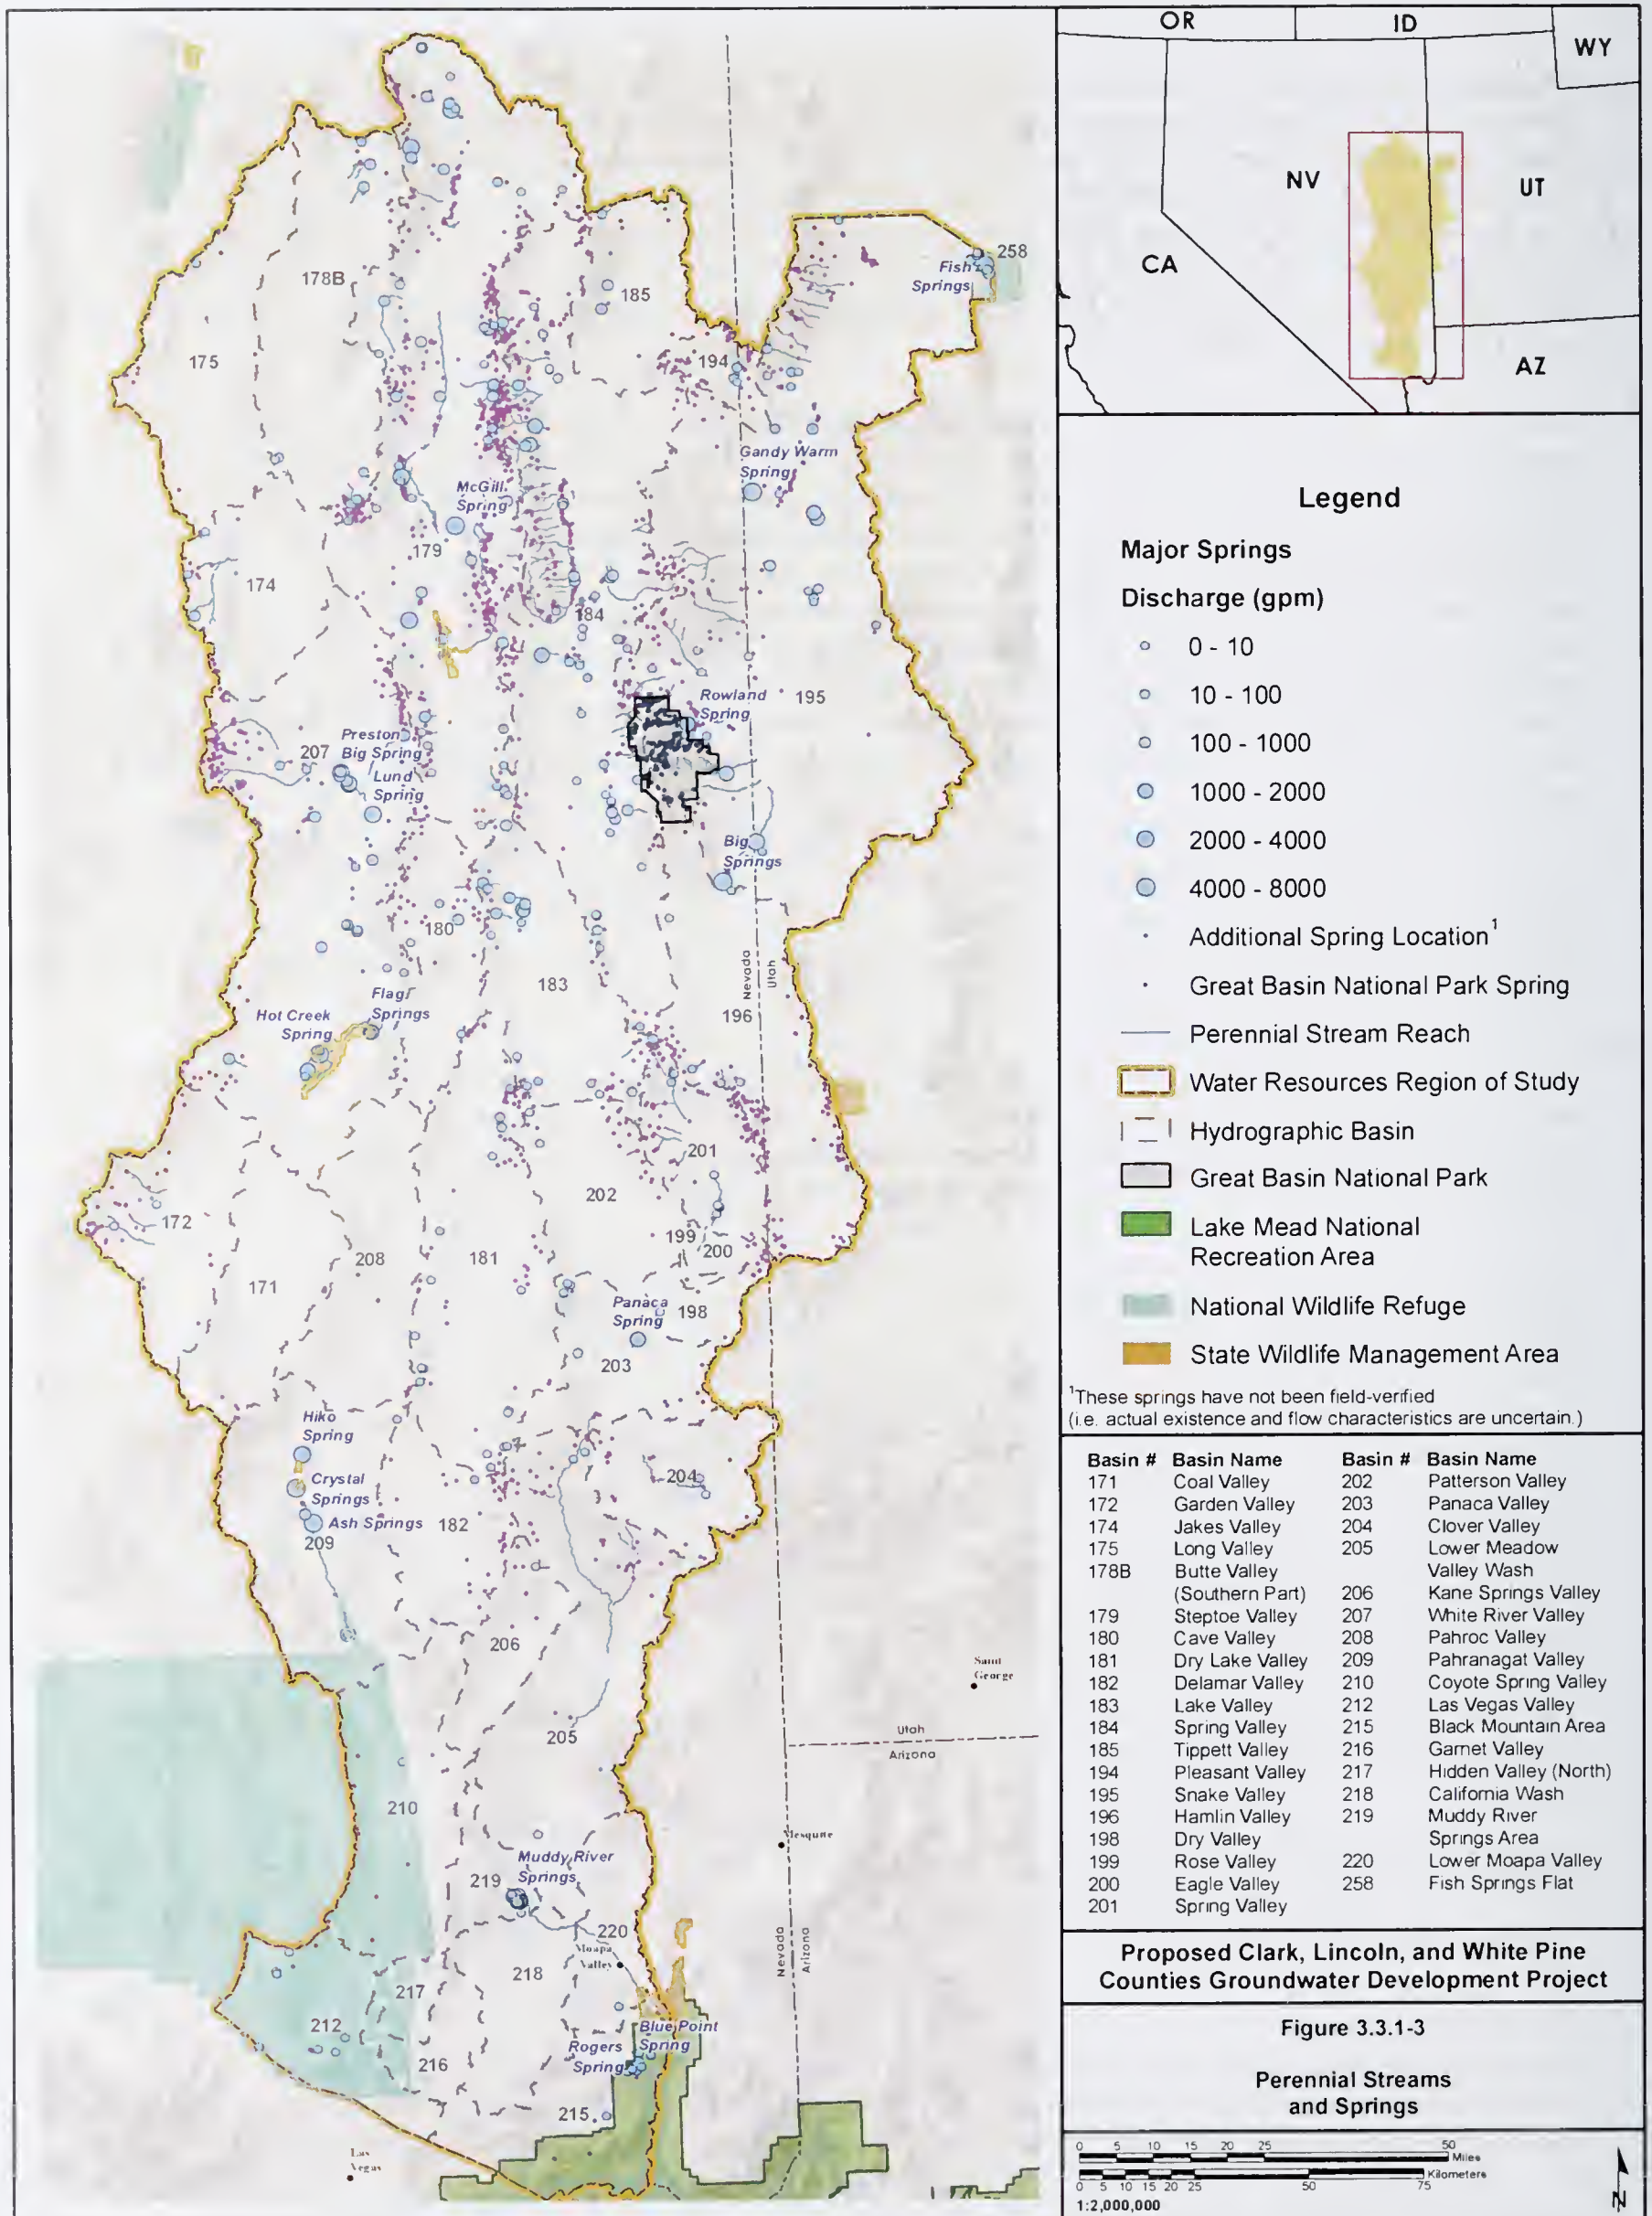 OR
ID
WY
NV
UT
CA
AZ
258
Fish
Springs
178B
185
175
194
Gandy Warm
Spring
McGill
Spring
179
174
184
Rowland
Spring
195
Preston
Big Spring
207
Lund
Spring
Big
Springs
180
183
Nevada
Utah
196
Flag
Springs
Hot Creek
Spring
201
202
172
199
200
208
181
171
Panaca
Spring
198
203
Hiko
Spring
Crystal
Springs
204
Ash Springs
182
209
206
Saint
George
205
Utah
Arizona
210
Mesquite
Muddy River
Springs
219
220
Moapa
Valley
Nevada
Arizona
218
217
212
Blue Point
Spring
Rogers
Spring
216
215
Las
Vegas
Legend
Major Springs
Discharge (gpm)
0 - 10
10 - 100
100 - 1000
1000 - 2000
2000 - 4000
4000 - 8000
Additional Spring Location1
Great Basin National Park Spring
Perennial Stream Reach
Water Resources Region of Study
Hydrographic Basin
Great Basin National Park
Lake Mead National
Recreation Area
National Wildlife Refuge
State Wildlife Management Area
1These springs have not been field-verified
(i.e. actual existence and flow characteristics are uncertain.)
Basin # Basin Name Basin # Basin Name
171 Coal Valley 202 Patterson Valley
172 Garden Valley 203 Panaca Valley
174 Jakes Valley 204 Clover Valley
175 Long Valley 205 Lower Meadow
178B Butte Valley Valley Wash
(Southern Part) 206 Kane Springs Valley
179 Steptoe Valley 207 White River Valley
180 Cave Valley 208 Pahroc Valley
181 Dry Lake Valley 209 Pahranagat Valley
182 Delamar Valley 210 Coyote Spring Valley
183 Lake Valley 212 Las Vegas Valley
184 Spring Valley 215 Black Mountain Area
185 Tippett Valley 216 Garnet Valley
194 Pleasant Valley 217 Hidden Valley (North)
195 Snake Valley 218 California Wash
196 Hamlin Valley 219 Muddy River
198 Dry Valley Springs Area
199 Rose Valley 220 Lower Moapa Valley
200 Eagle Valley 258 Fish Springs Flat
201 Spring Valley
Proposed Clark, Lincoln, and White Pine
Counties Groundwater Development Project
Figure 3.3.1-3
Perennial Streams
and Springs
0 5 10 15 20 25 50
Miles
Kilometers
0 5 10 15 20 25 50 75
1:2,000,000
N